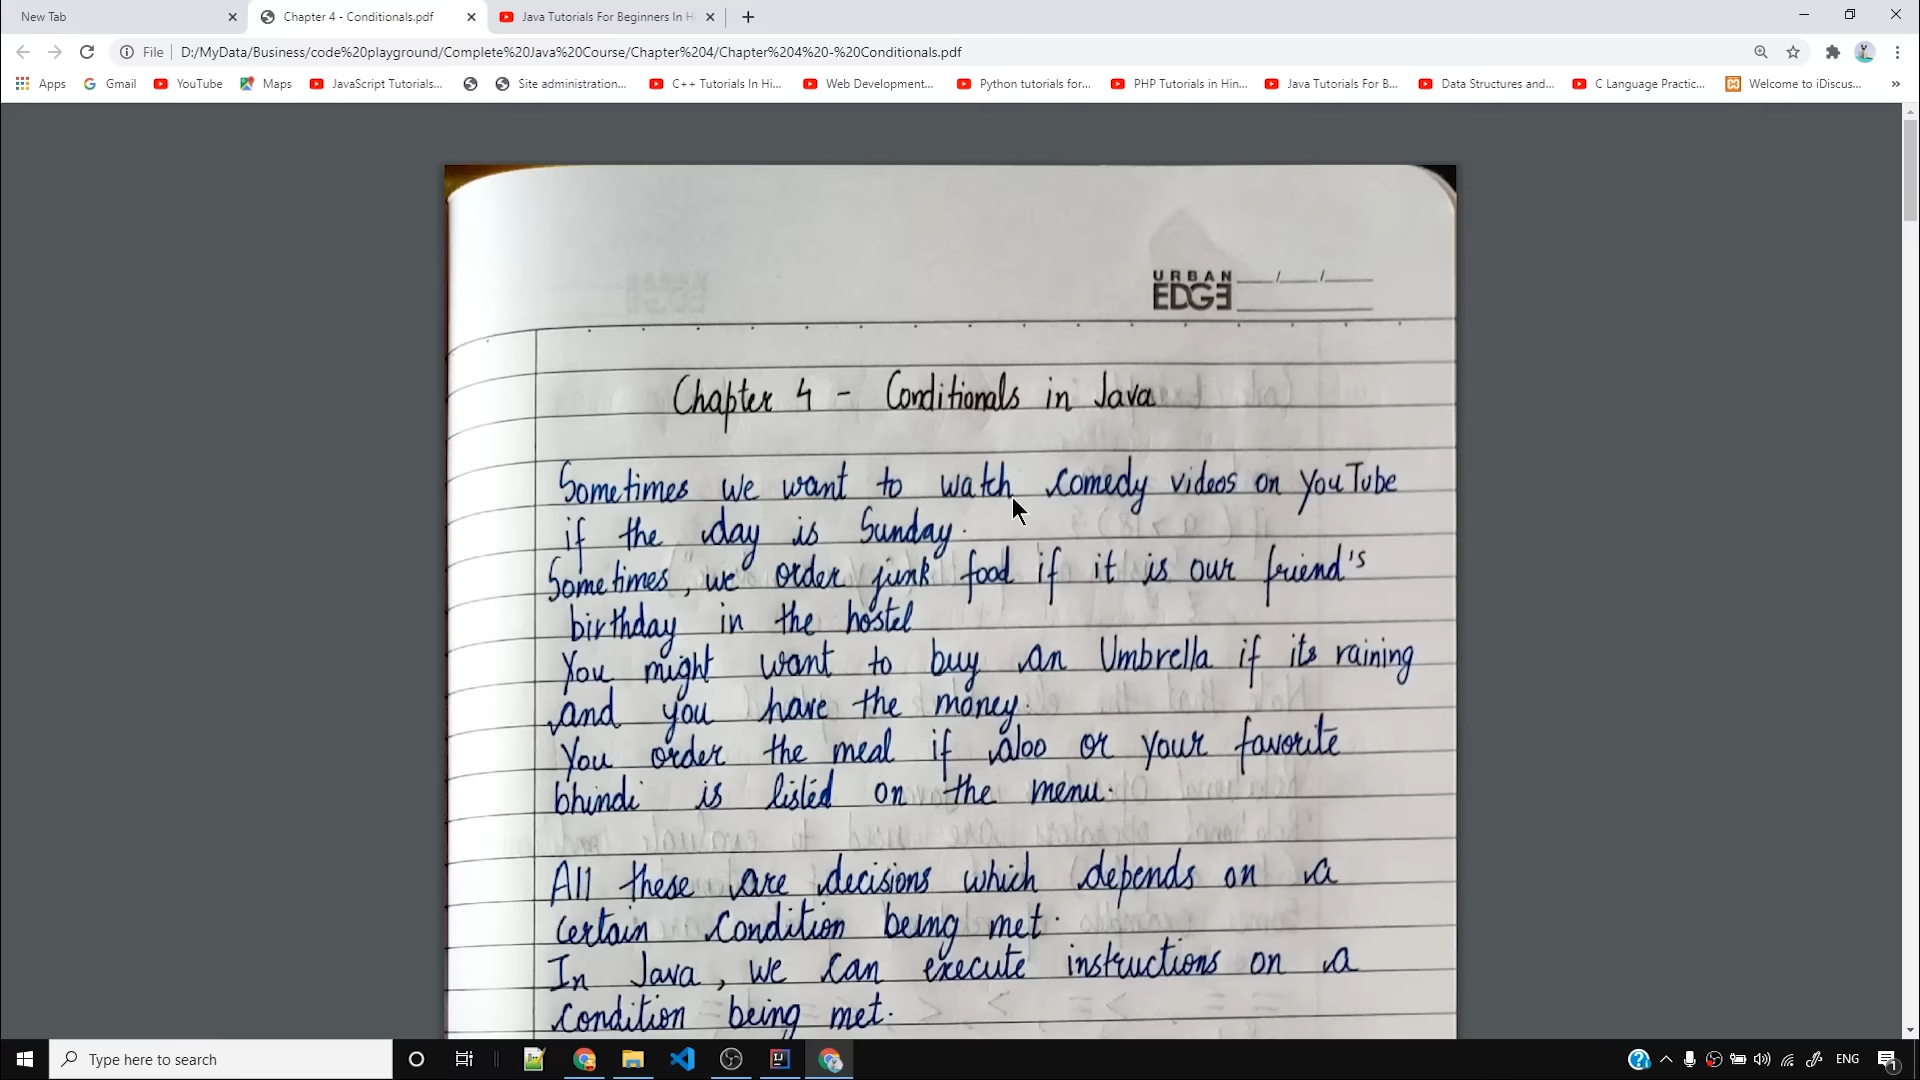 New Tab
Chapter 4 - Conditionals.pdf
Java Tutorials For Beginners In H
File | D:/MyData/Business/code%20playground/Complete%20Java%20Course/Chapter%204/Chapter%204%20-%20Conditionals.pdf
Apps Gmail YouTube Maps JavaScript Tutorials... Site administration... C++ Tutorials In Hi... Web Development... Python tutorials for... PHP Tutorials in Hin... Java Tutorials For B... Data Structures and... C Language Practic... Welcome to iDiscus... »
URBAN
EDGE
Chapter 4 - Conditionals in Java
Sometimes we want to watch comedy videos on YouTube
if the day is Sunday.
Sometimes, we order junk food if it is our friend's
birthday in the hostel
You might want to buy an Umbrella if its raining
and you have the money.
You order the meal if aloo or your favorite
bhindi is listed on the menu.
All these are decisions which depends on a
certain condition being met.
In Java, we can execute instructions on a
condition being met.
Type here to search
ENG
1